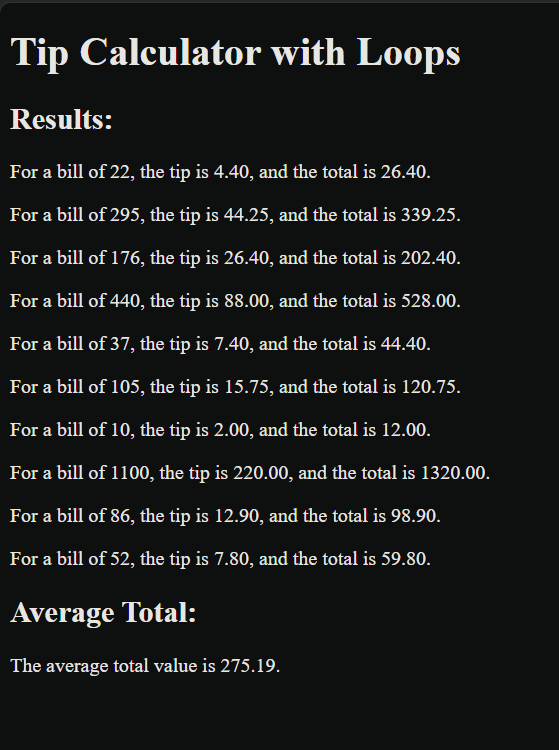 Tip Calculator with Loops
Results:
For a bill of 22, the tip is 4.40, and the total is 26.40.
For a bill of 295, the tip is 44.25, and the total is 339.25.
For a bill of 176, the tip is 26.40, and the total is 202.40.
For a bill of 440, the tip is 88.00, and the total is 528.00.
For a bill of 37, the tip is 7.40, and the total is 44.40.
For a bill of 105, the tip is 15.75, and the total is 120.75.
For a bill of 10, the tip is 2.00, and the total is 12.00.
For a bill of 1100, the tip is 220.00, and the total is 1320.00.
For a bill of 86, the tip is 12.90, and the total is 98.90.
For a bill of 52, the tip is 7.80, and the total is 59.80.
Average Total:
The average total value is 275.19.